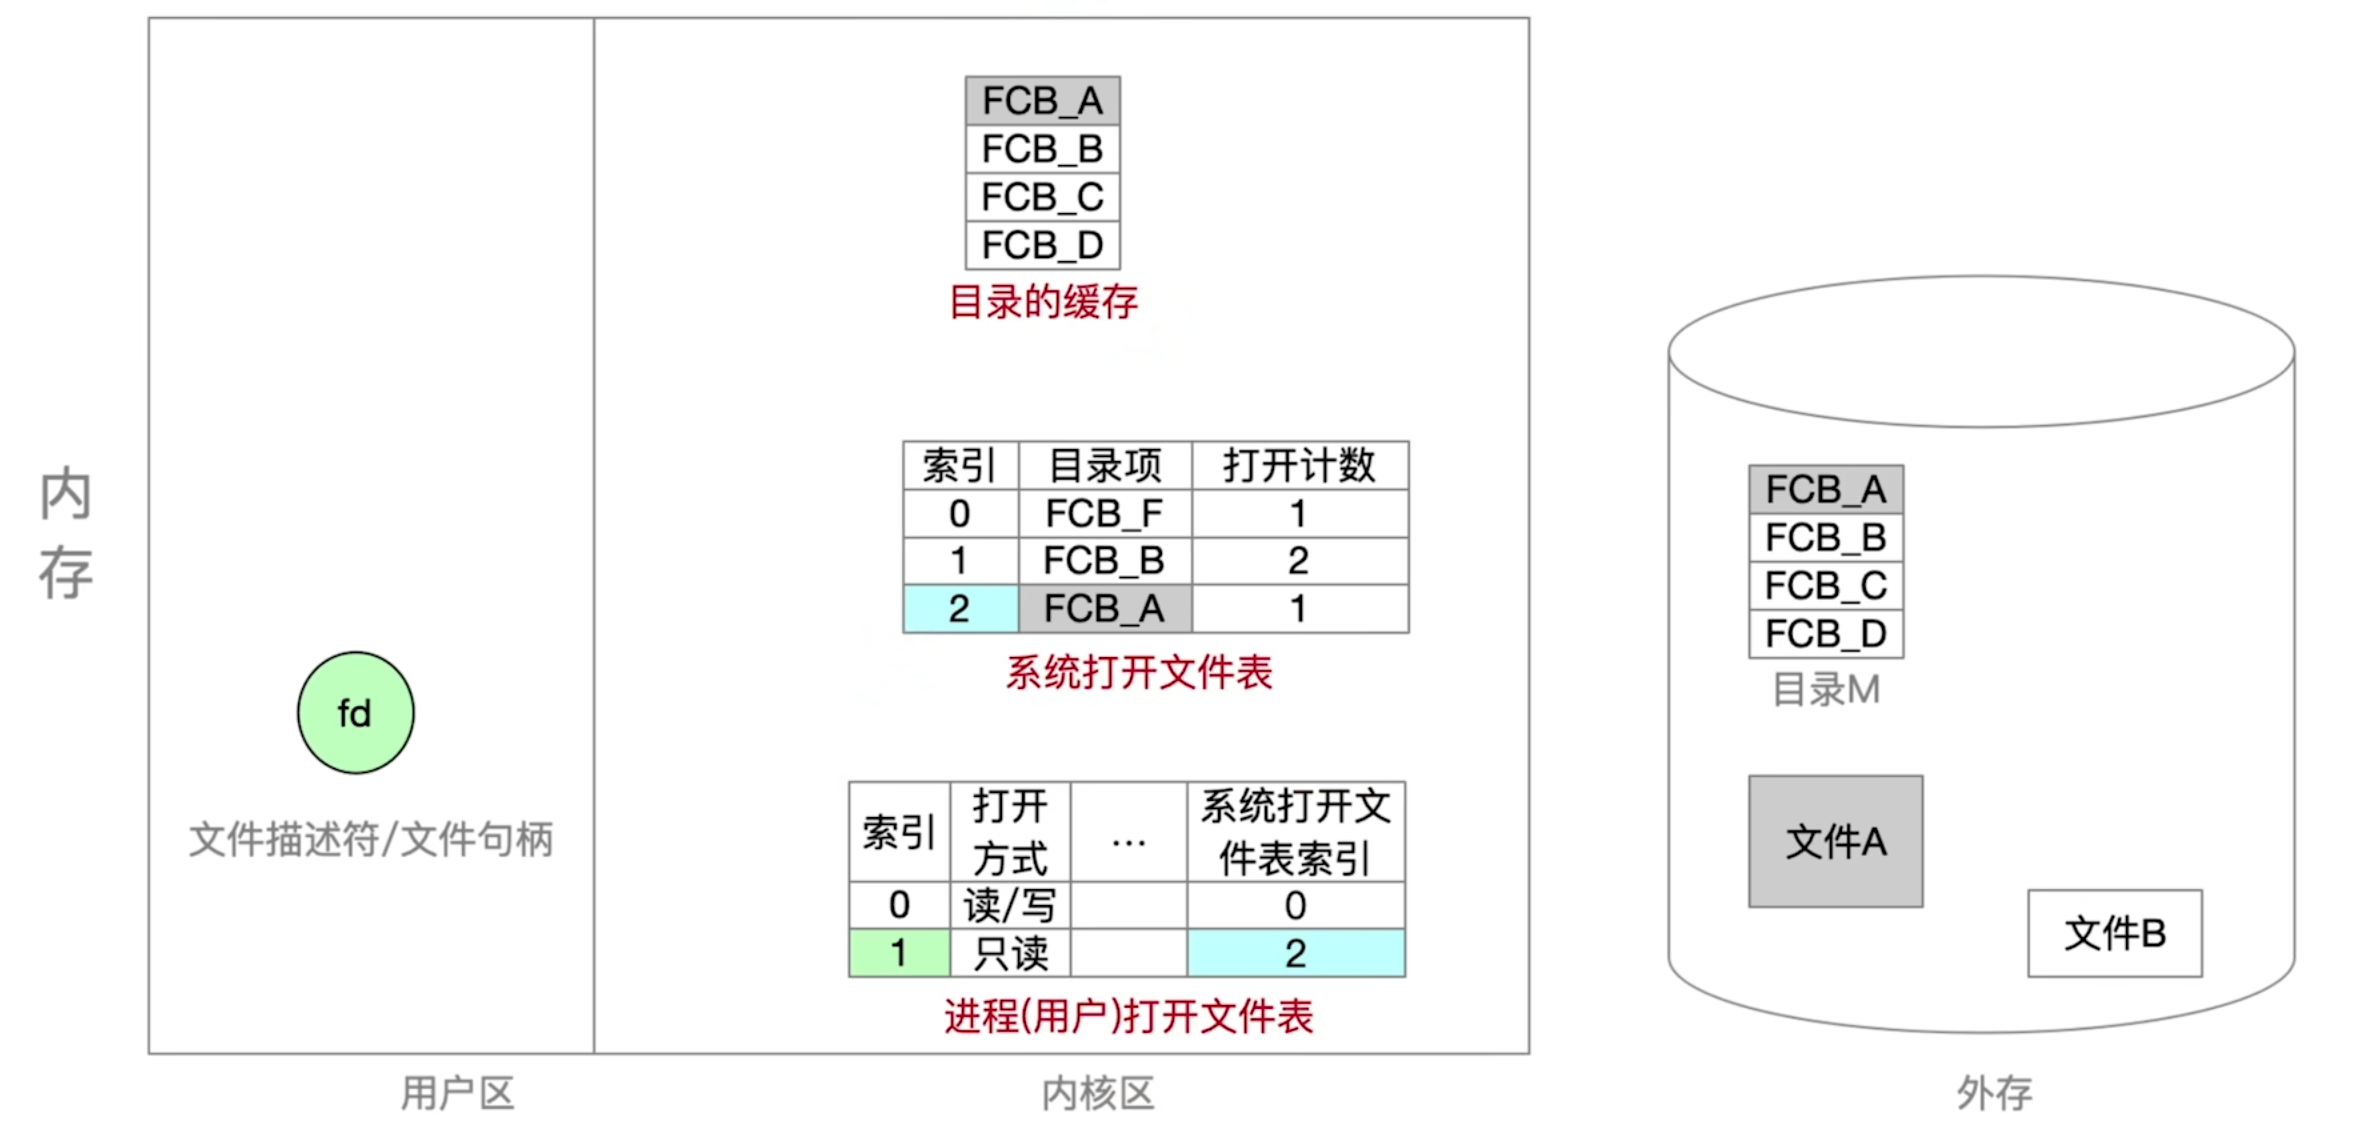 内存
FCB_A
FCB_B
FCB_C
FCB_D
目录的缓存
索引 目录项 打开计数
0 FCB_F 1
1 FCB_B 2
2 FCB_A 1
系统打开文件表
fd
文件描述符/文件句柄
索引 打开方式 ... 系统打开文件表索引
0 读/写 0
1 只读 2
进程(用户)打开文件表
用户区
内核区
FCB_A
FCB_B
FCB_C
FCB_D
目录M
文件A
文件B
外存